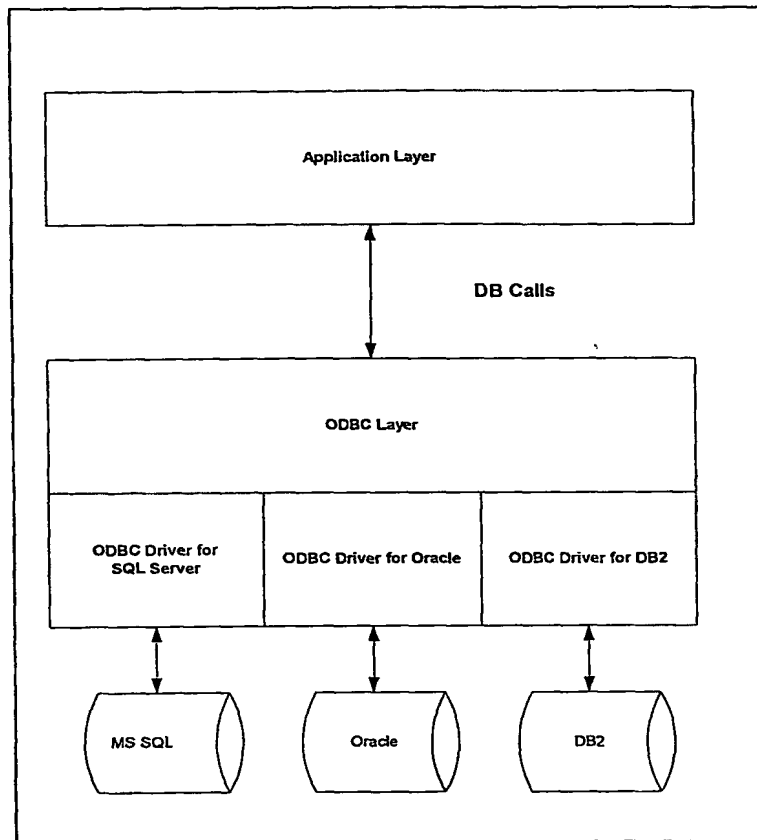 Application Layer
DB Calls
ODBC Layer
ODBC Driver for
SQL Server
ODBC Driver for Oracle
ODBC Driver for DB2
MS SQL
Oracle
DB2